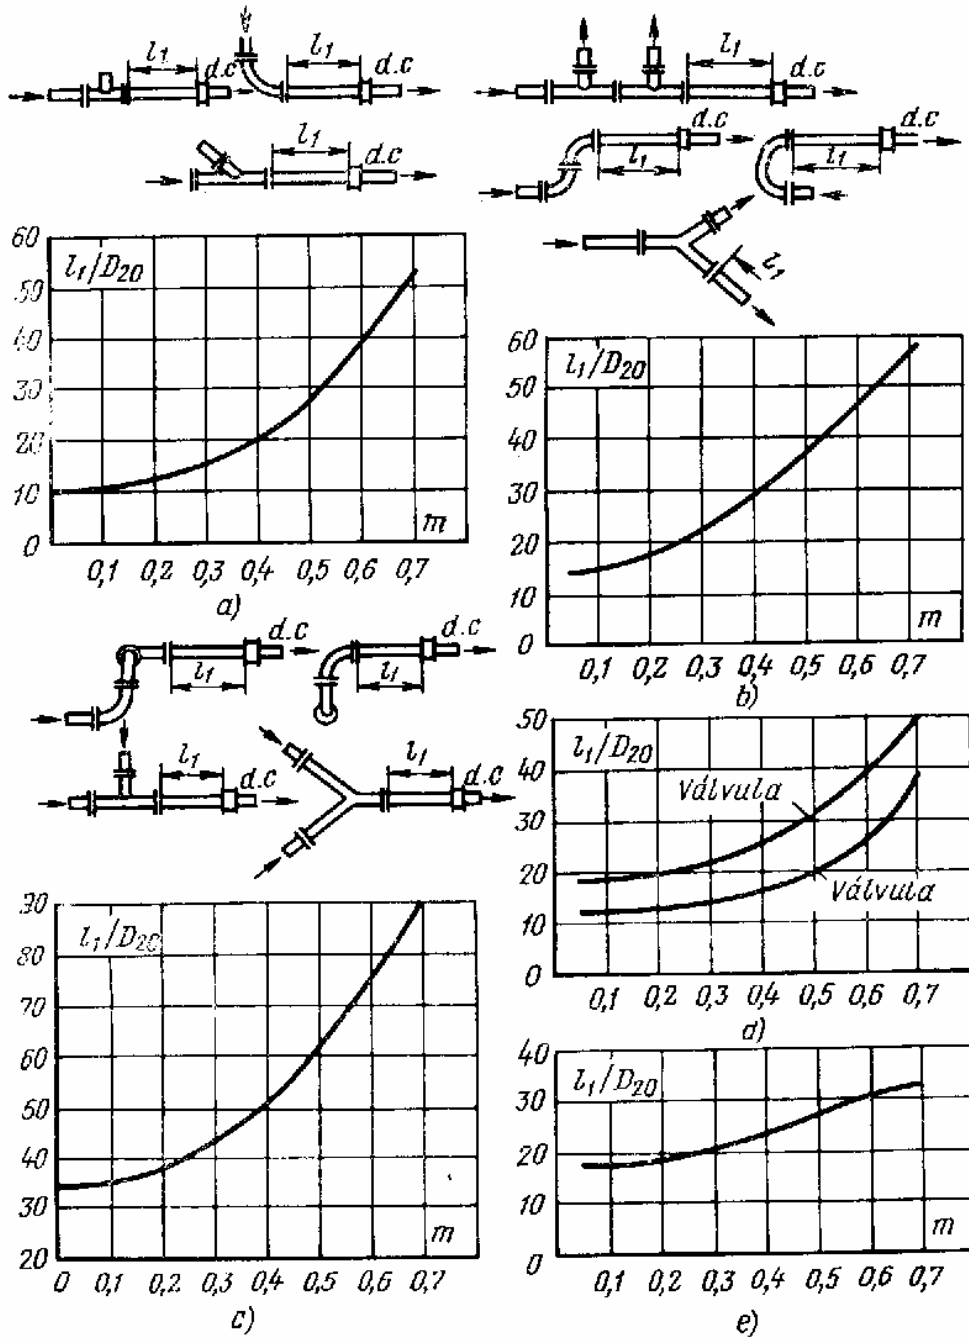 l₁ d.c l₁ d.c
l₁ d.c
l₁/D₂₀
60
50
40
30
20
10
0
m
0,1 0,2 0,3 0,4 0,5 0,6 0,7
a)
l₁ d.c
d.c d.c
l₁ l₁
l₁
l₁/D₂₀
60
50
40
30
20
10
0
m
0,1 0,2 0,3 0,4 0,5 0,6 0,7
b)
d.c d.c
l₁ l₁
l₁ l₁
d.c d.c
l₁/D₂₀
90
80
70
60
50
40
30
20
m
0 0,1 0,2 0,3 0,4 0,5 0,6 0,7
c)
l₁/D₂₀
50
40
30
20
10
0
Válvula
Válvula
0,1 0,2 0,3 0,4 0,5 0,6 0,7
d)
l₁/D₂₀
40
30
20
10
0
m
0,1 0,2 0,3 0,4 0,5 0,6 0,7
e)